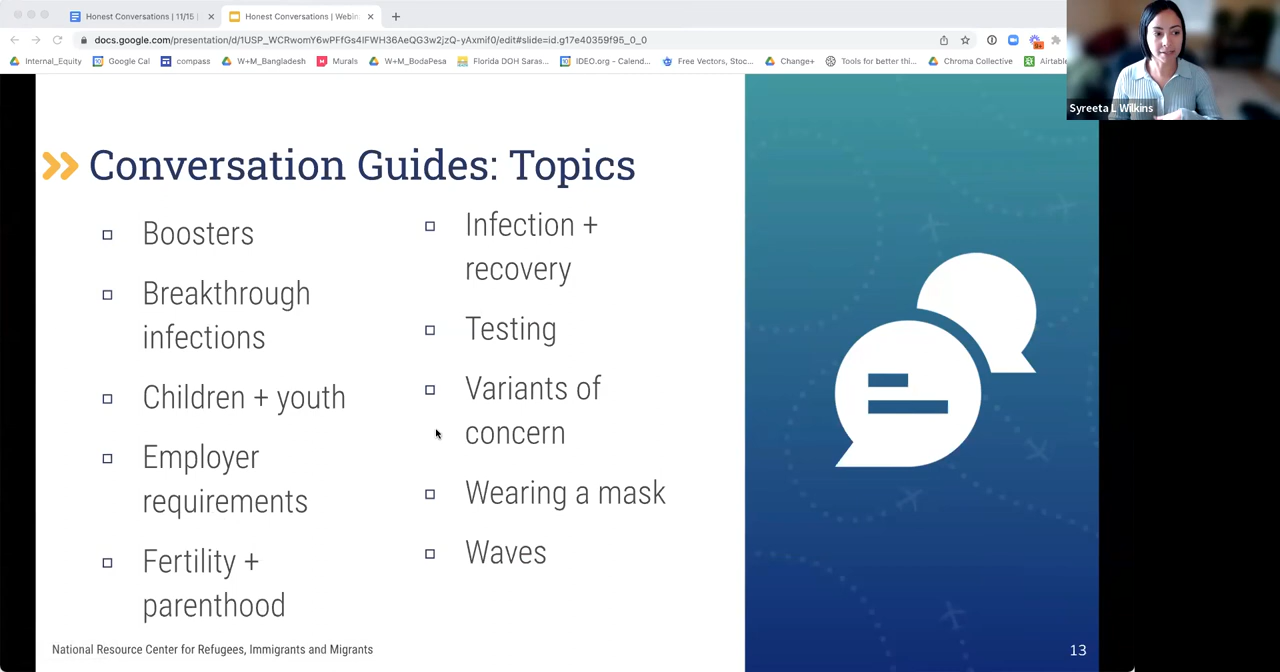 Honest Conversations | 11/15
Honest Conversations | Webin
docs.google.com/presentation/d/1USP_WCRwomY6wPFfGs4IFWH36AeQG3w2jzQ-yAxmif0/edit#slide=id.g17e40359f95_0_0
Internal_Equity
Google Cal
compass
W+M_Bangladesh
Murals
W+M_BodaPesa
Florida DOH Saras...
IDEO.org - Calend...
Free Vectors, Stoc...
Change+
Tools for better thi...
Chroma Collective
Airtable
Syreeta L Wilkins
Conversation Guides: Topics
Boosters
Breakthrough
infections
Children + youth
Employer
requirements
Fertility +
parenthood
Infection +
recovery
Testing
Variants of
concern
Wearing a mask
Waves
National Resource Center for Refugees, Immigrants and Migrants
13